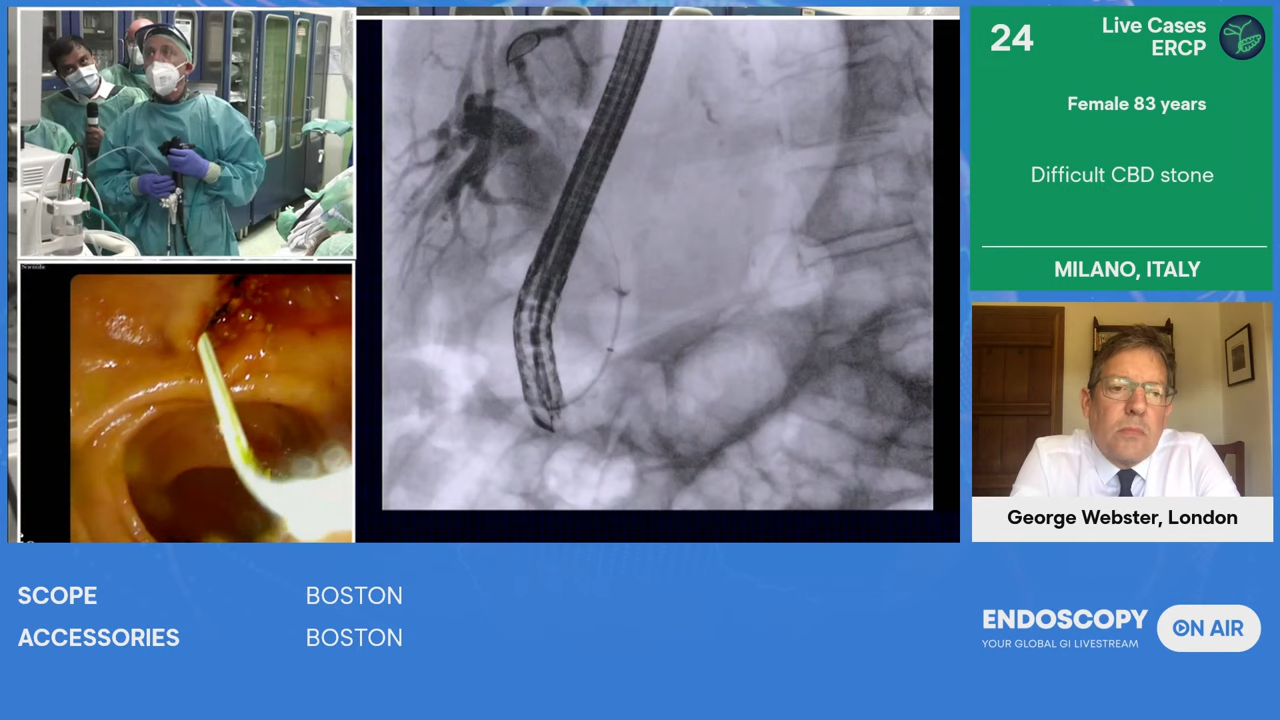 24
Live Cases
ERCP
Female 83 years
Difficult CBD stone
MILANO, ITALY
George Webster, London
SCOPE BOSTON
ACCESSORIES BOSTON
ENDOSCOPY
YOUR GLOBAL GI LIVESTREAM
ON AIR